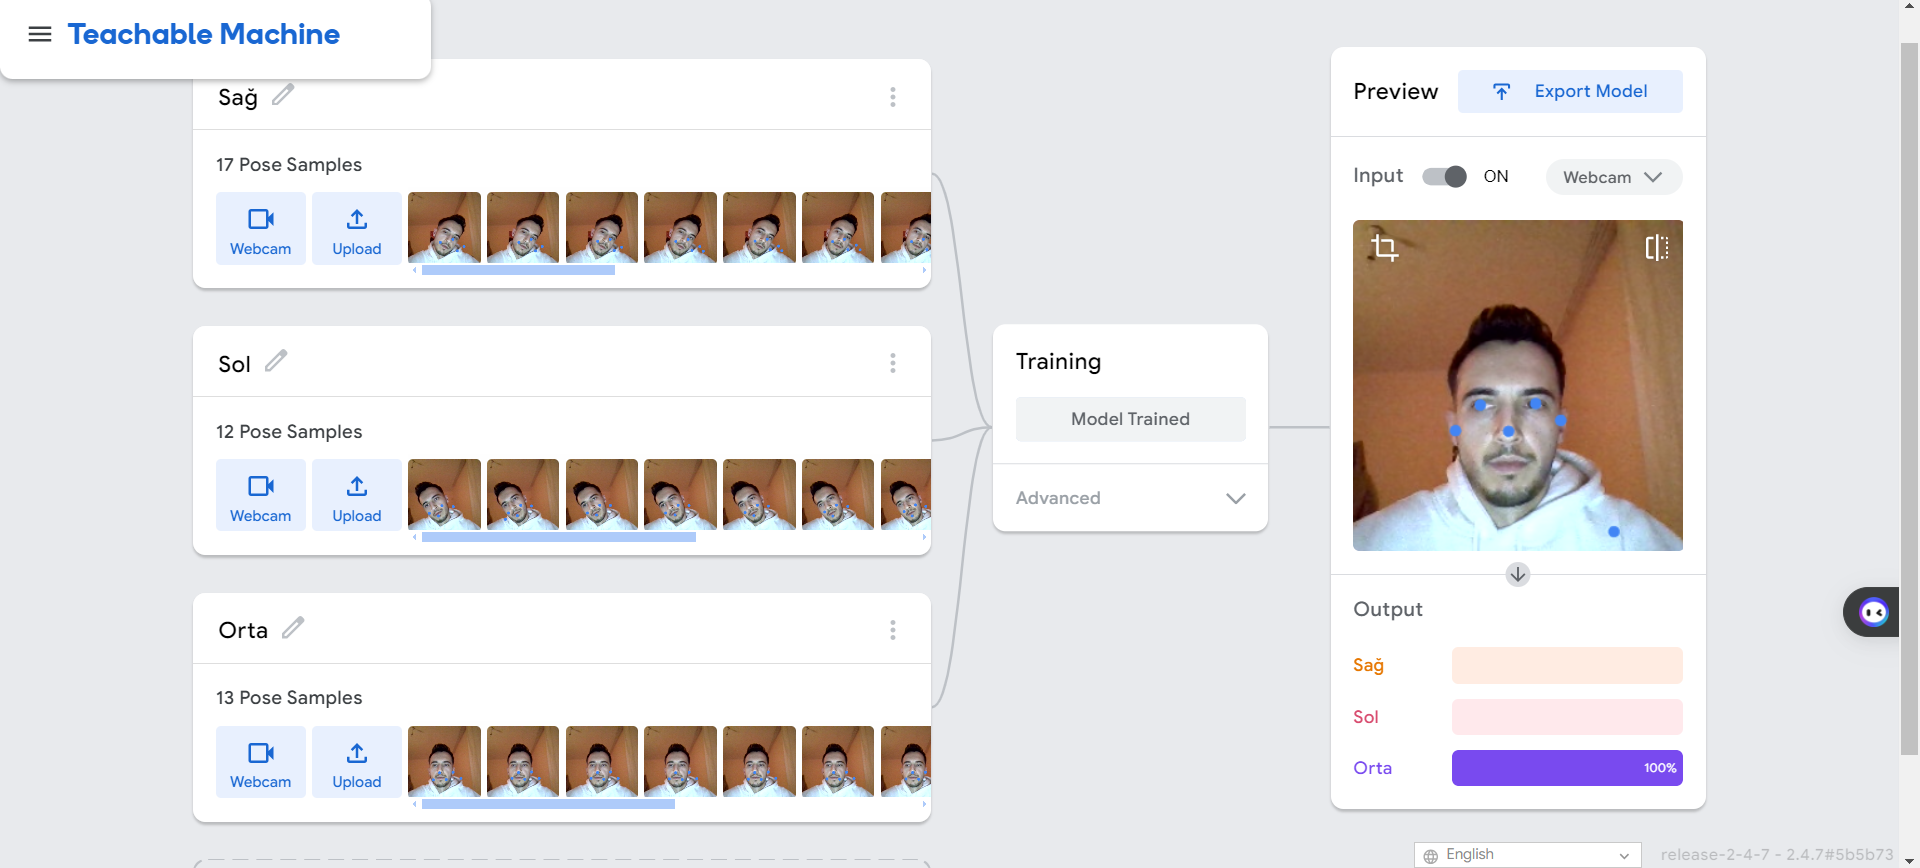 Teachable Machine
Sağ
17 Pose Samples
Webcam
Upload
Sol
12 Pose Samples
Webcam
Upload
Orta
13 Pose Samples
Webcam
Upload
Training
Model Trained
Advanced
Preview
Export Model
Input
ON
Webcam
Output
Sağ
Sol
Orta
100%
English
release-2-4-7 - 2.4.7#5b5b73